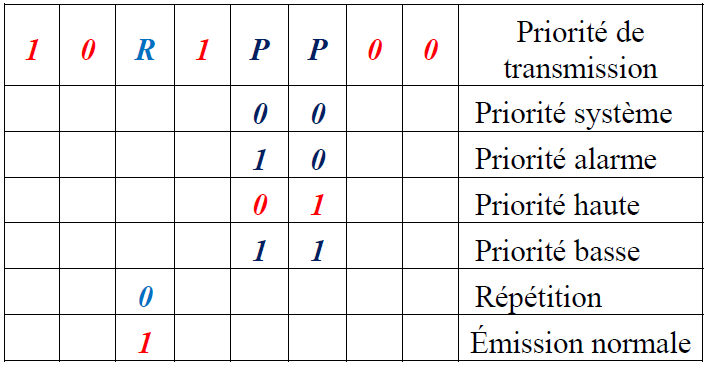 1 0 R 1 P P 0 0 Priorité de transmission
0 0 Priorité système
1 0 Priorité alarme
0 1 Priorité haute
1 1 Priorité basse
0 Répétition
1 Émission normale